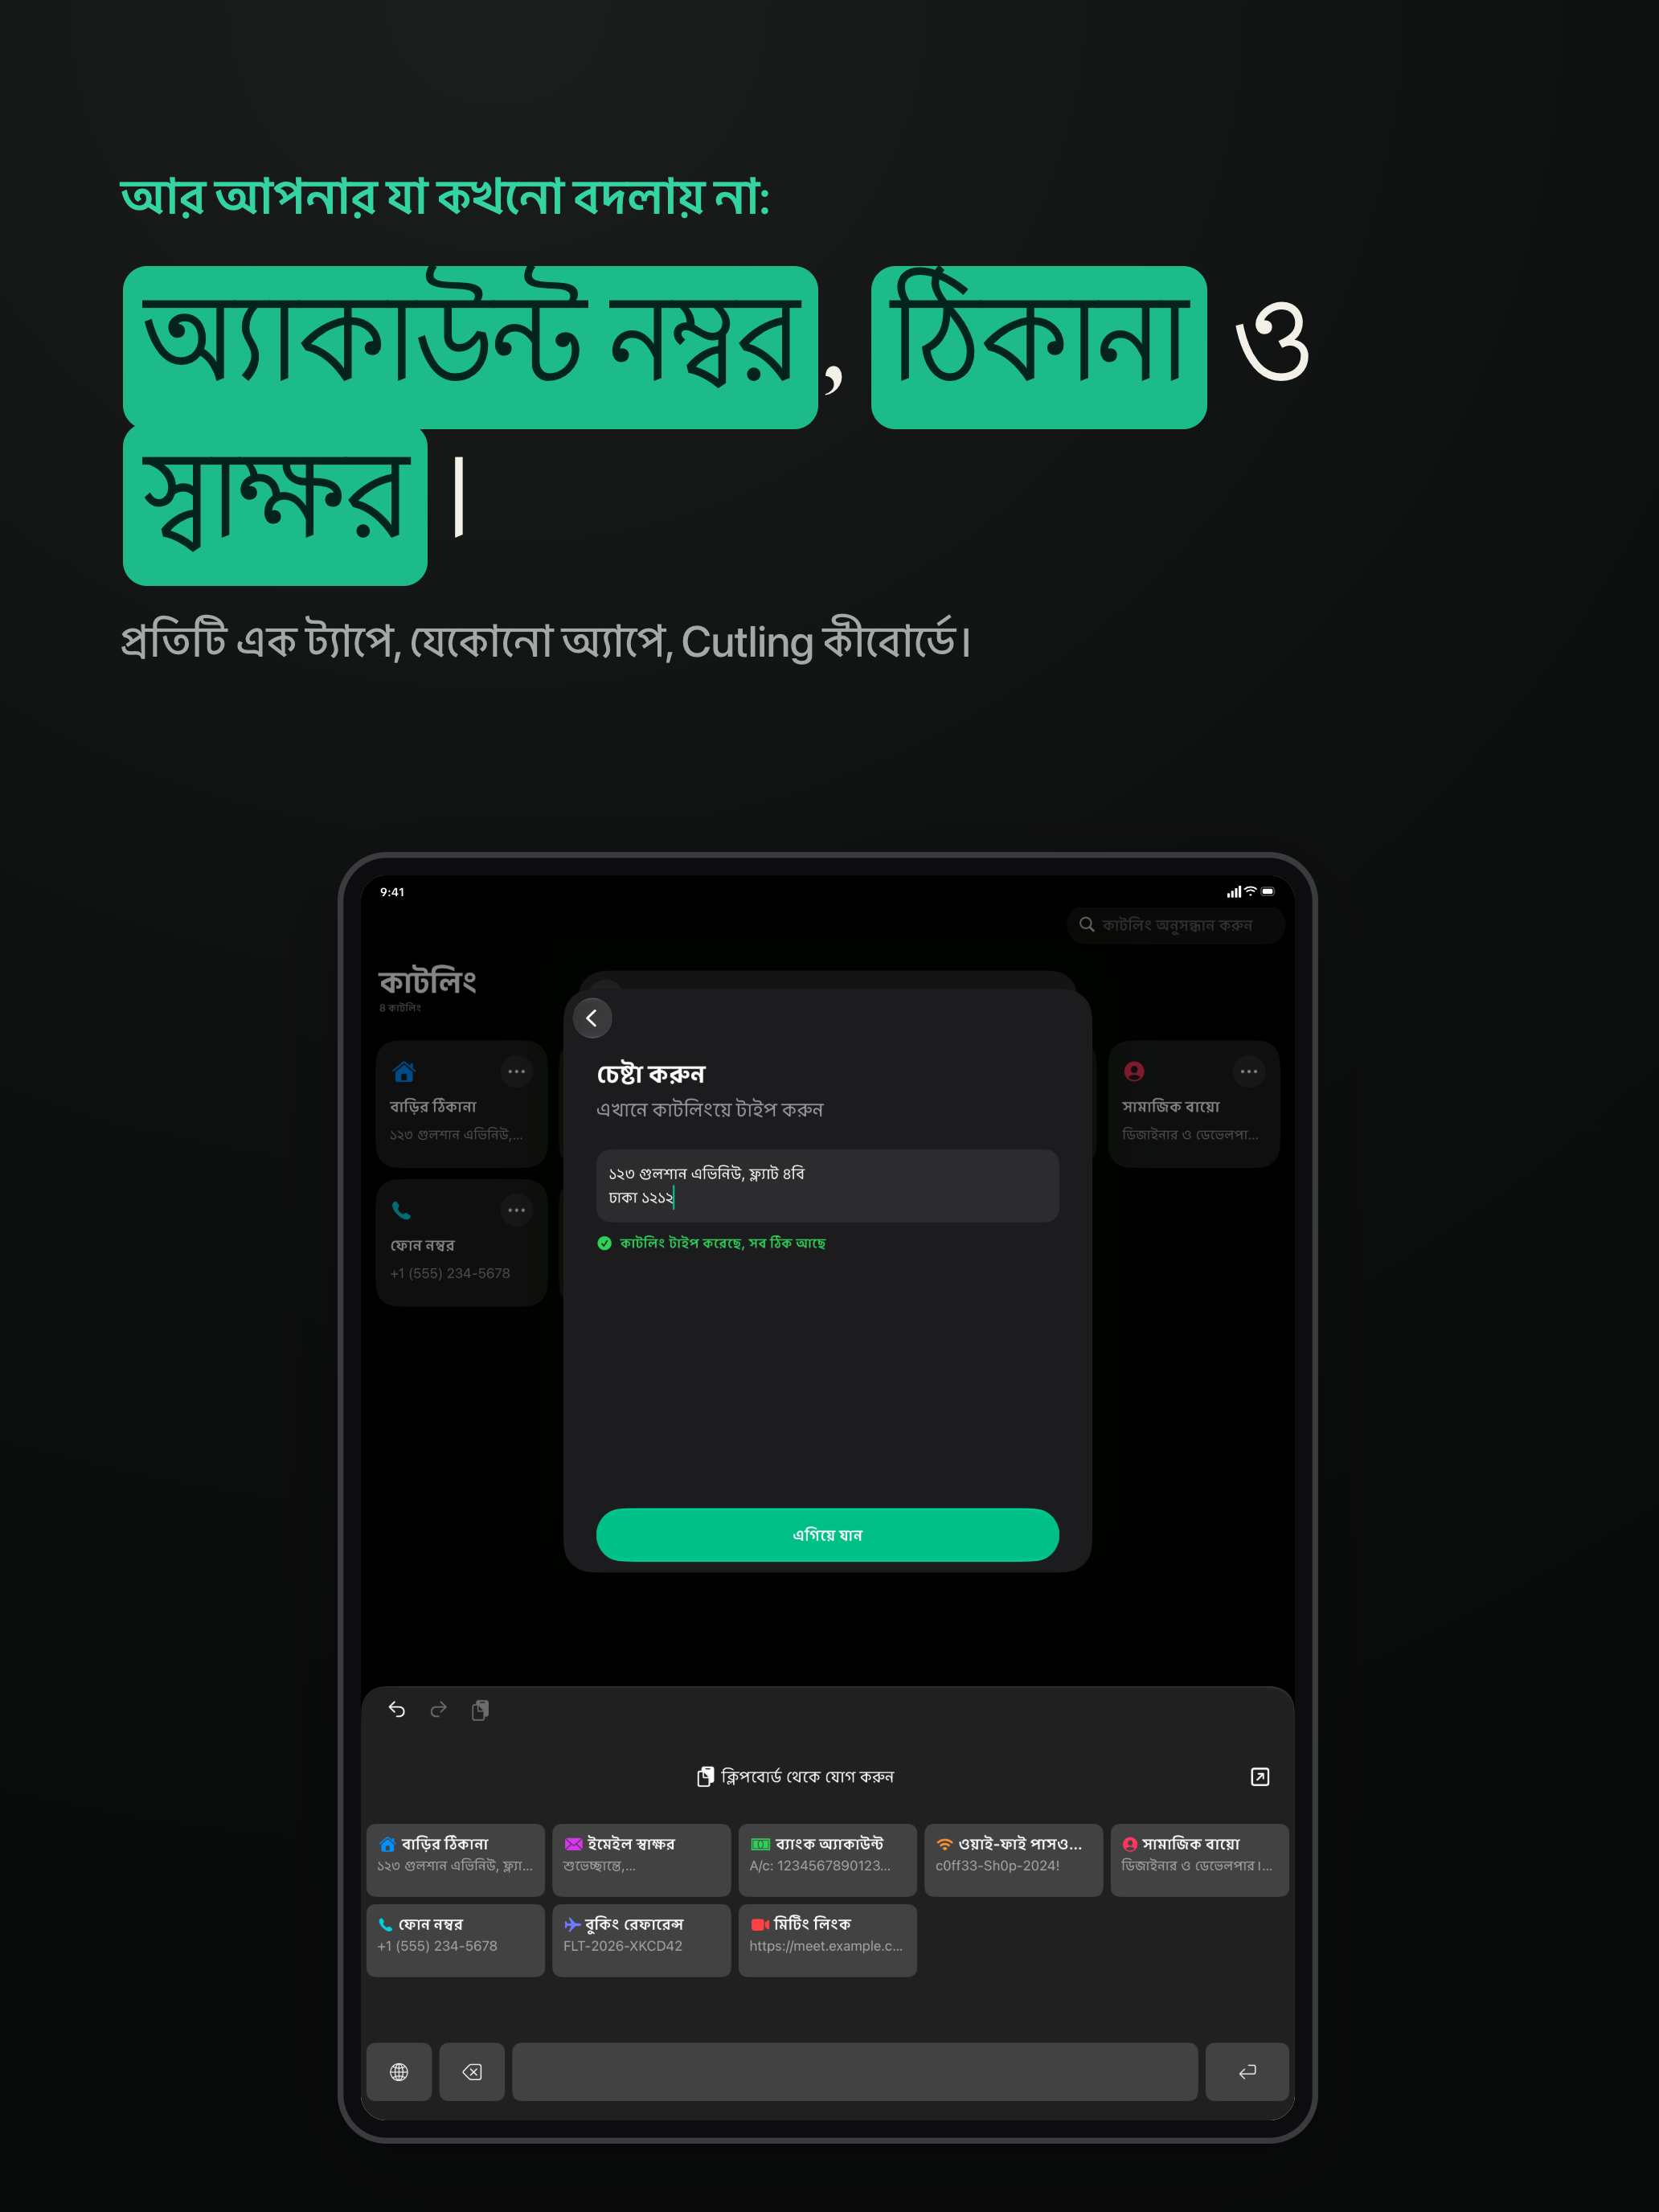 আর আপনার যা কখনো বদলায় না:
অ্যাকাউন্ট নম্বর, ঠিকানা ও
স্বাক্ষর।
প্রতিটি এক ট্যাপে, যেকোনো অ্যাপে, Cutling কীবোর্ডে।
9:41
কাটলিং অনুসন্ধান করুন
কাটলিং
৪ কাটলিং
বাড়ির ঠিকানা
১২৩ গুলশান এভিনিউ,...
সামাজিক বায়ো
ডিজাইনার ও ডেভেলপা...
ফোন নম্বর
+1 (555) 234-5678
চেষ্টা করুন
এখানে কাটলিংয়ে টাইপ করুন
১২৩ গুলশান এভিনিউ, ফ্ল্যাট ৪বি
ঢাকা ১২১২
কাটলিং টাইপ করেছে, সব ঠিক আছে
এগিয়ে যান
ক্লিপবোর্ড থেকে যোগ করুন
বাড়ির ঠিকানা
১২৩ গুলশান এভিনিউ, ফ্ল্যা...
ইমেইল স্বাক্ষর
শুভেচ্ছান্তে,...
ব্যাংক অ্যাকাউন্ট
A/c: 1234567890123...
ওয়াই-ফাই পাসও...
c0ff33-Sh0p-2024!
সামাজিক বায়ো
ডিজাইনার ও ডেভেলপার।...
ফোন নম্বর
+1 (555) 234-5678
বুকিং রেফারেন্স
FLT-2026-XKCD42
মিটিং লিংক
https://meet.example.c...